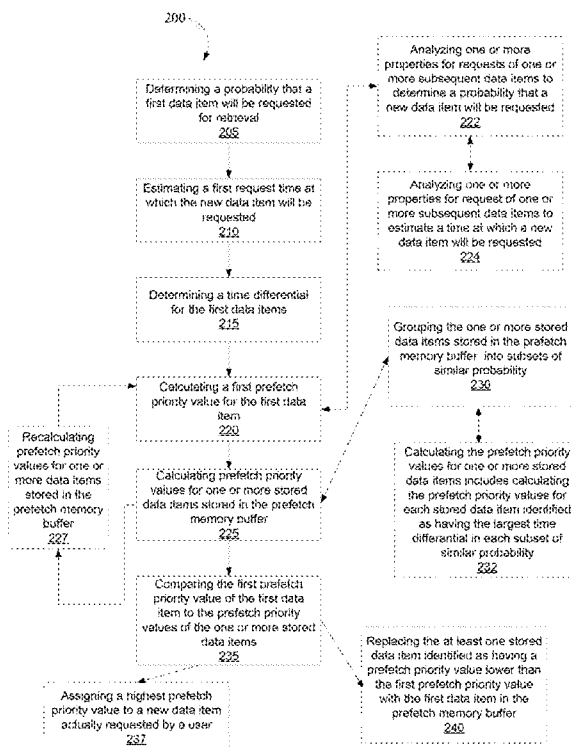 200
Determining a probability that a
first data item will be requested
for retrieval
205
Estimating a first request time at
which the new data item will be
requested
210
Determining a time differential
for the first data items
215
Calculating a first prefetch
priority value for the first data
item
220
Analyzing one or more
properties for requests of one or
more subsequent data items to
determine a probability that a
new data item will be requested
222
Analyzing one or more
properties for request of one or
more subsequent data items to
estimate a time at which a new
data item will be requested
224
Calculating prefetch priority
values for one or more stored
data items stored in the prefetch
memory buffer
225
Recalculating
prefetch priority
values for one or
more data items
stored in the
prefetch memory
buffer
227
Grouping the one or more stored
data items stored in the prefetch
memory buffer into subsets of
similar probability
230
Calculating the prefetch priority
values for one or more stored
data items includes calculating
the prefetch priority values for
each stored data item identified
as having the largest time
differential in each subset of
similar probability
232
Comparing the first prefetch
priority value of the first data
item to the prefetch priority
values of the one or more stored
data items
235
Assigning a highest prefetch
priority value to a new data item
actually requested by a user
237
Replacing the at least one stored
data item identified as having a
prefetch priority value lower than
the first prefetch priority value
with the first data item in the
prefetch memory buffer
240